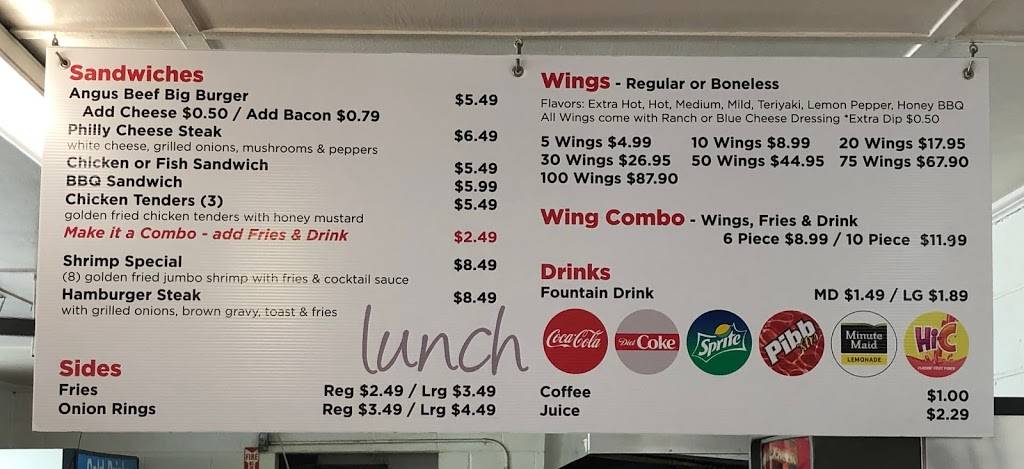 Sandwiches
Angus Beef Big Burger $5.49
Add Cheese $0.50 / Add Bacon $0.79
Philly Cheese Steak $6.49
white cheese, grilled onions, mushrooms & peppers
Chicken or Fish Sandwich $5.49
BBQ Sandwich $5.99
Chicken Tenders (3) $5.49
golden fried chicken tenders with honey mustard
Make it a Combo - add Fries & Drink $2.49
Shrimp Special $8.49
(8) golden fried jumbo shrimp with fries & cocktail sauce
Hamburger Steak $8.49
with grilled onions, brown gravy, toast & fries
lunch
Sides
Fries Reg $2.49 / Lrg $3.49
Onion Rings Reg $3.49 / Lrg $4.49
Wings - Regular or Boneless
Flavors: Extra Hot, Hot, Medium, Mild, Teriyaki, Lemon Pepper, Honey BBQ
All Wings come with Ranch or Blue Cheese Dressing *Extra Dip $0.50
5 Wings $4.99 10 Wings $8.99 20 Wings $17.95
30 Wings $26.95 50 Wings $44.95 75 Wings $67.90
100 Wings $87.90
Wing Combo - Wings, Fries & Drink
6 Piece $8.99 / 10 Piece $11.99
Drinks
Fountain Drink MD $1.49 / LG $1.89
Coca-Cola
Diet Coke
Sprite
Pibb
Minute
Maid
LEMONADE
Hi-C
Coffee $1.00
Juice $2.29
FIRE